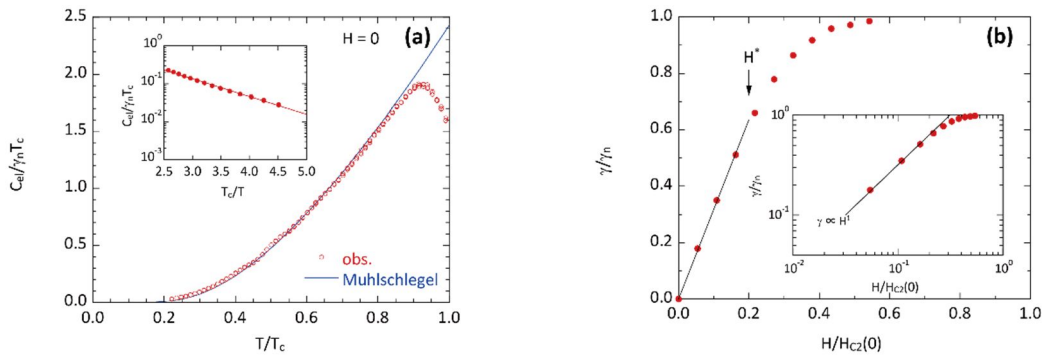 2.5
2.0
1.5
1.0
0.5
0.0
C_el/γ_nT_c
0.0 0.2 0.4 0.6 0.8 1.0
T/T_c
H = 0
(a)
10^0
10^-1
10^-2
10^-3
C_el/γ_nT_c
2.5 3.0 3.5 4.0 4.5 5.0
T_c/T
obs.
Muhlschlegel
1.0
0.8
0.6
0.4
0.2
0.0
γ/γ_n
0.0 0.2 0.4 0.6 0.8 1.0
H/H_C2(0)
(b)
H*
10^0
10^-1
γ/γ_n
γ ∝ H^1
10^-2 10^-1 10^0
H/H_C2(0)